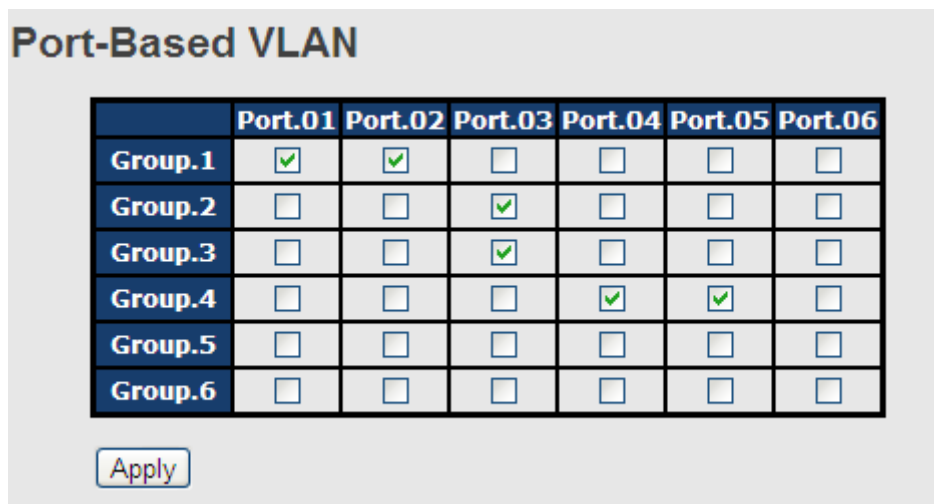 Port-Based VLAN
Port.01 Port.02 Port.03 Port.04 Port.05 Port.06
Group.1
Group.2
Group.3
Group.4
Group.5
Group.6
Apply